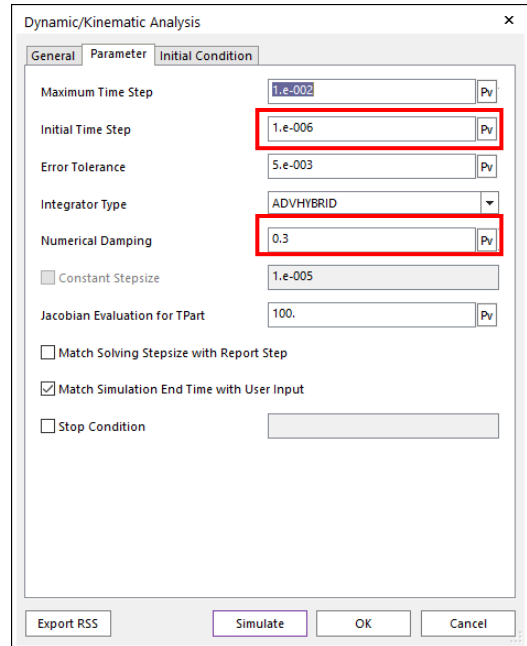 Dynamic/Kinematic Analysis
General Parameter Initial Condition
Maximum Time Step 1.e-002 Pv
Initial Time Step 1.e-006 Pv
Error Tolerance 5.e-003 Pv
Integrator Type ADVHYBRID
Numerical Damping 0.3 Pv
Constant Stepsize 1.e-005
Jacobian Evaluation for TPart 100. Pv
Match Solving Stepsize with Report Step
Match Simulation End Time with User Input
Stop Condition
Export RSS Simulate OK Cancel